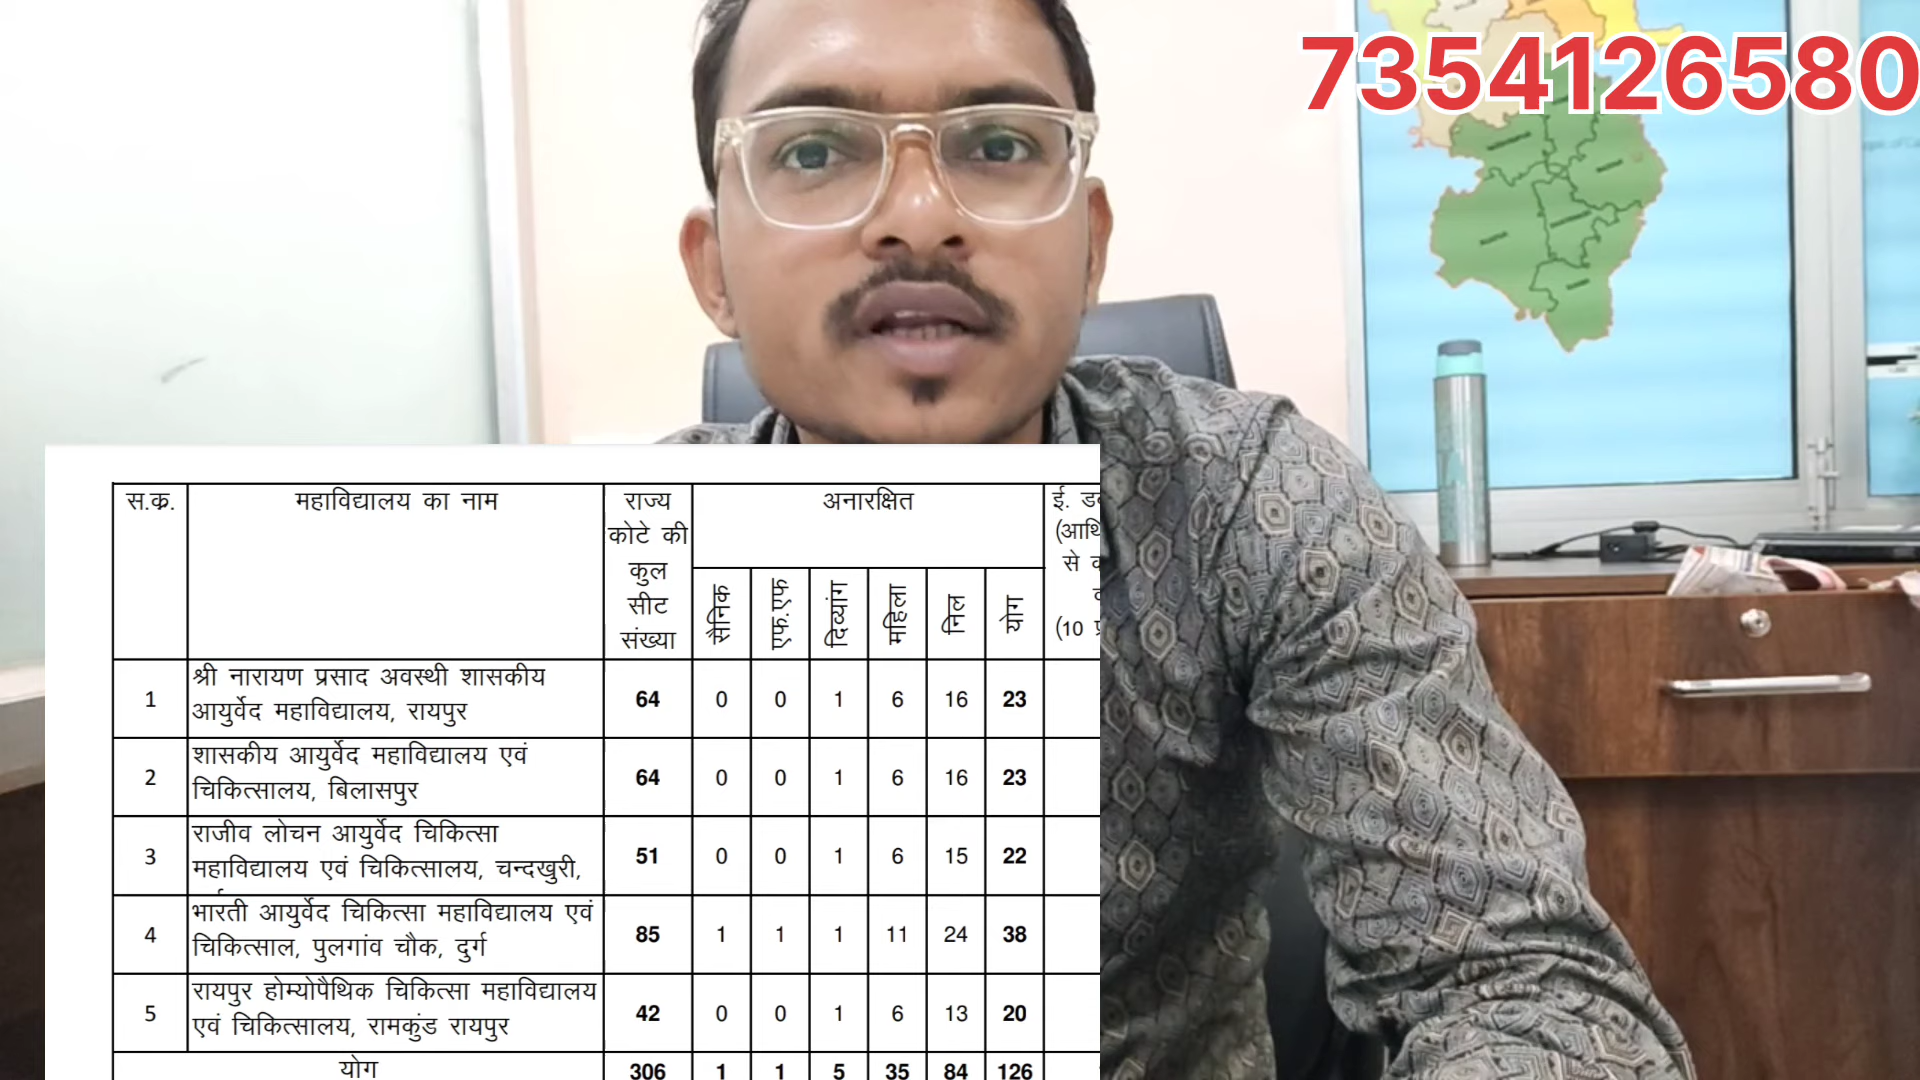 7354126580
स.क्र. महाविद्यालय का नाम राज्य कोटे की कुल सीट संख्या अनारक्षित
सैनिक एफ.एफ दिव्यांग महिला निल योग
(10
1 श्री नारायण प्रसाद अवस्थी शासकीय
आयुर्वेद महाविद्यालय, रायपुर 64 0 0 1 6 16 23
2 शासकीय आयुर्वेद महाविद्यालय एवं
चिकित्सालय, बिलासपुर 64 0 0 1 6 16 23
3 राजीव लोचन आयुर्वेद चिकित्सा
महाविद्यालय एवं चिकित्सालय, चन्दखुरी, 51 0 0 1 6 15 22
4 भारती आयुर्वेद चिकित्सा महाविद्यालय एवं
चिकित्साल, पुलगांव चौक, दुर्ग 85 1 1 1 11 24 38
5 रायपुर होम्योपैथिक चिकित्सा महाविद्यालय
एवं चिकित्सालय, रामकुंड रायपुर 42 0 0 1 6 13 20
योग 306 1 1 5 35 84 126